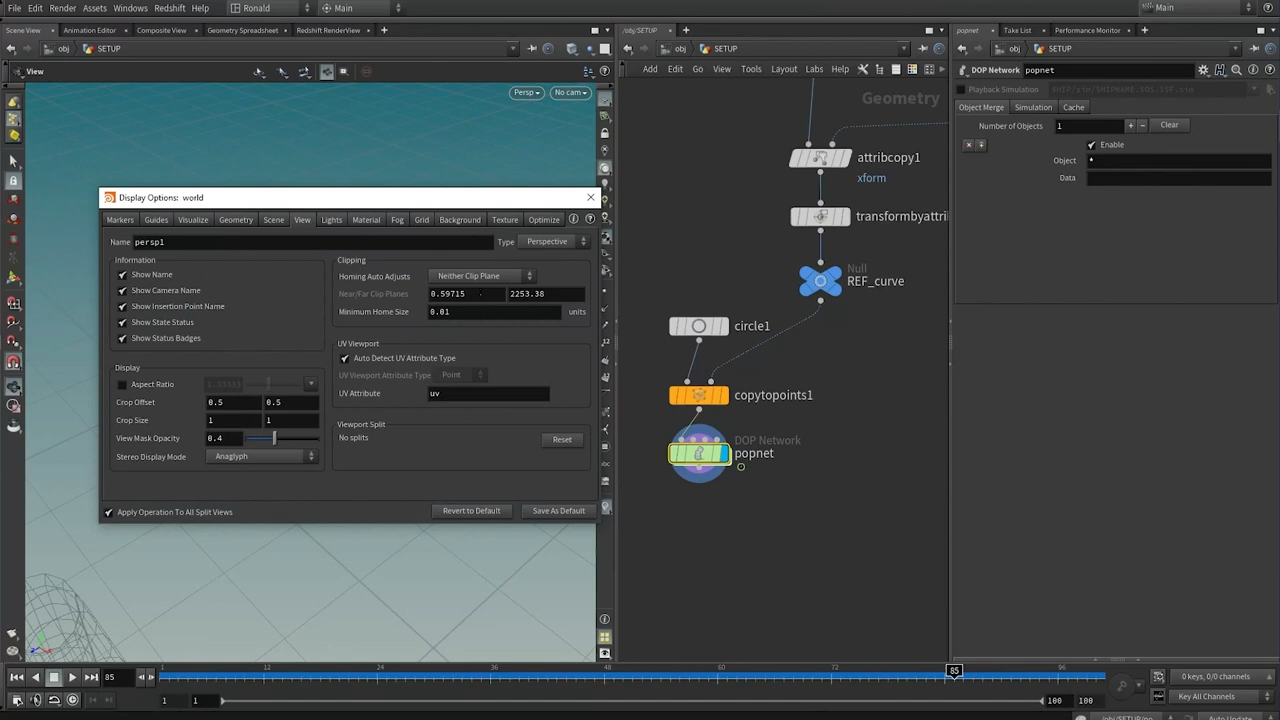 File Edit Render Assets Windows Redshift Help Ronald Main Main
Scene View Animation Editor Composite View Geometry Spreadsheet Redshift RenderView /obj/SETUP popnet Take List Performance Monitor
obj SETUP obj SETUP obj SETUP
View Add Edit Go View Tools Layout Labs Help DOP Network popnet
Persp No cam
Playback Simulation $HIP/sim/$HIPNAME.$OS.$SF.sim
Geometry
Object Merge Simulation Cache
Number of Objects 1 Clear
Enable
Object *
Data
attribcopy1
xform
transformbyattri
Null
REF_curve
circle1
copytopoints1
DOP Network
popnet
Display Options: world
Markers Guides Visualize Geometry Scene View Lights Material Fog Grid Background Texture Optimize
Name persp1 Type Perspective
Information
Show Name
Show Camera Name
Show Insertion Point Name
Show State Status
Show Status Badges
Clipping
Homing Auto Adjusts Neither Clip Plane
Near/Far Clip Planes 0.59715 2253.38
Minimum Home Size 0.01 units
Display
Aspect Ratio
Crop Offset 0.5 0.5
Crop Size 1 1
View Mask Opacity 0.4
Stereo Display Mode Anaglyph
UV Viewport
Auto Detect UV Attribute Type
UV Viewport Attribute Type Point
UV Attribute uv
Viewport Split
No splits Reset
Apply Operation To All Split Views Revert to Default Save As Default
85 1 12 24 36 48 60 72 85 96 0 keys, 0/0 channels
1 1 100 100 Key All Channels
Auto Update